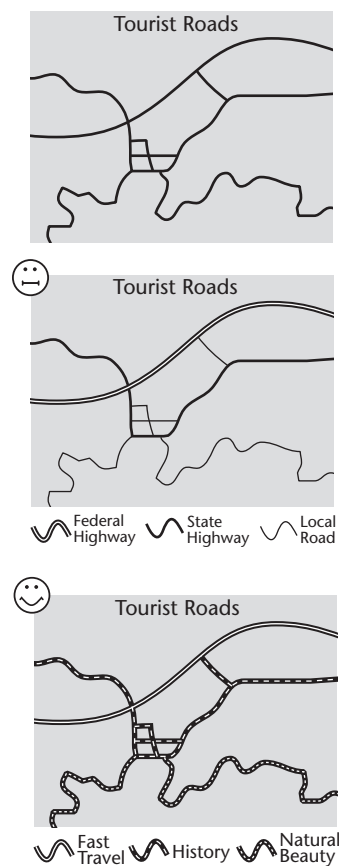 Tourist Roads
Tourist Roads
Federal Highway
State Highway
Local Road
Tourist Roads
Fast Travel
History
Natural Beauty